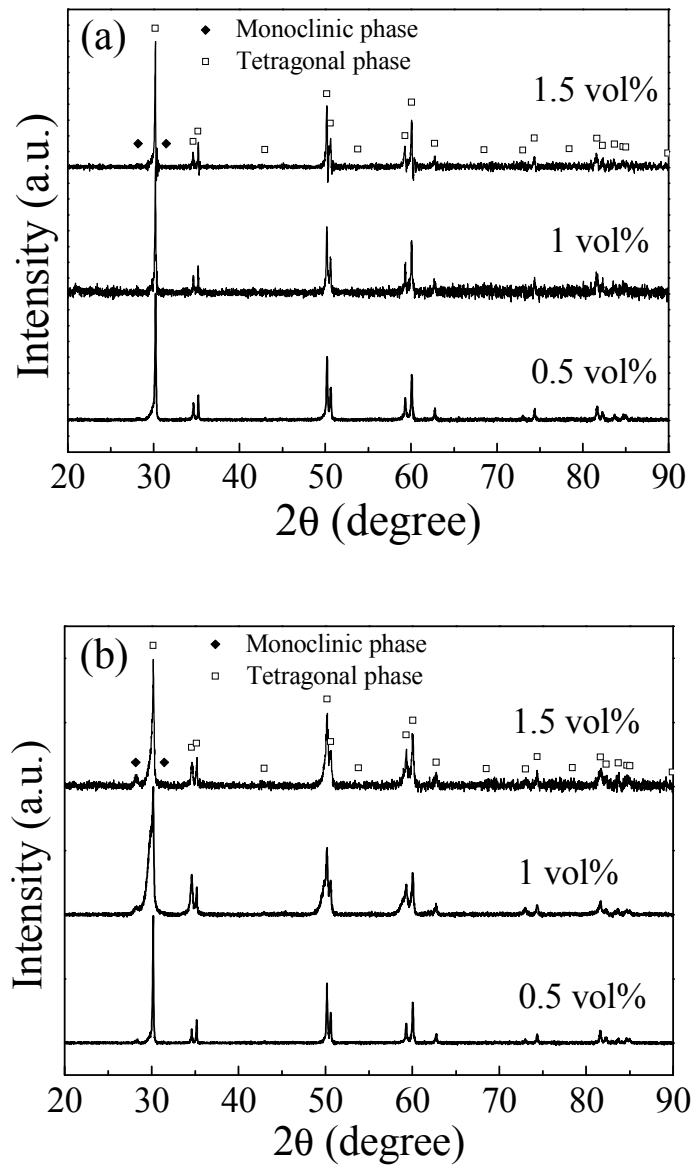 (a)
◆ Monoclinic phase
□ Tetragonal phase
1.5 vol%
1 vol%
0.5 vol%
Intensity (a.u.)
20 30 40 50 60 70 80 90
2θ (degree)
(b)
◆ Monoclinic phase
□ Tetragonal phase
1.5 vol%
1 vol%
0.5 vol%
Intensity (a.u.)
20 30 40 50 60 70 80 90
2θ (degree)